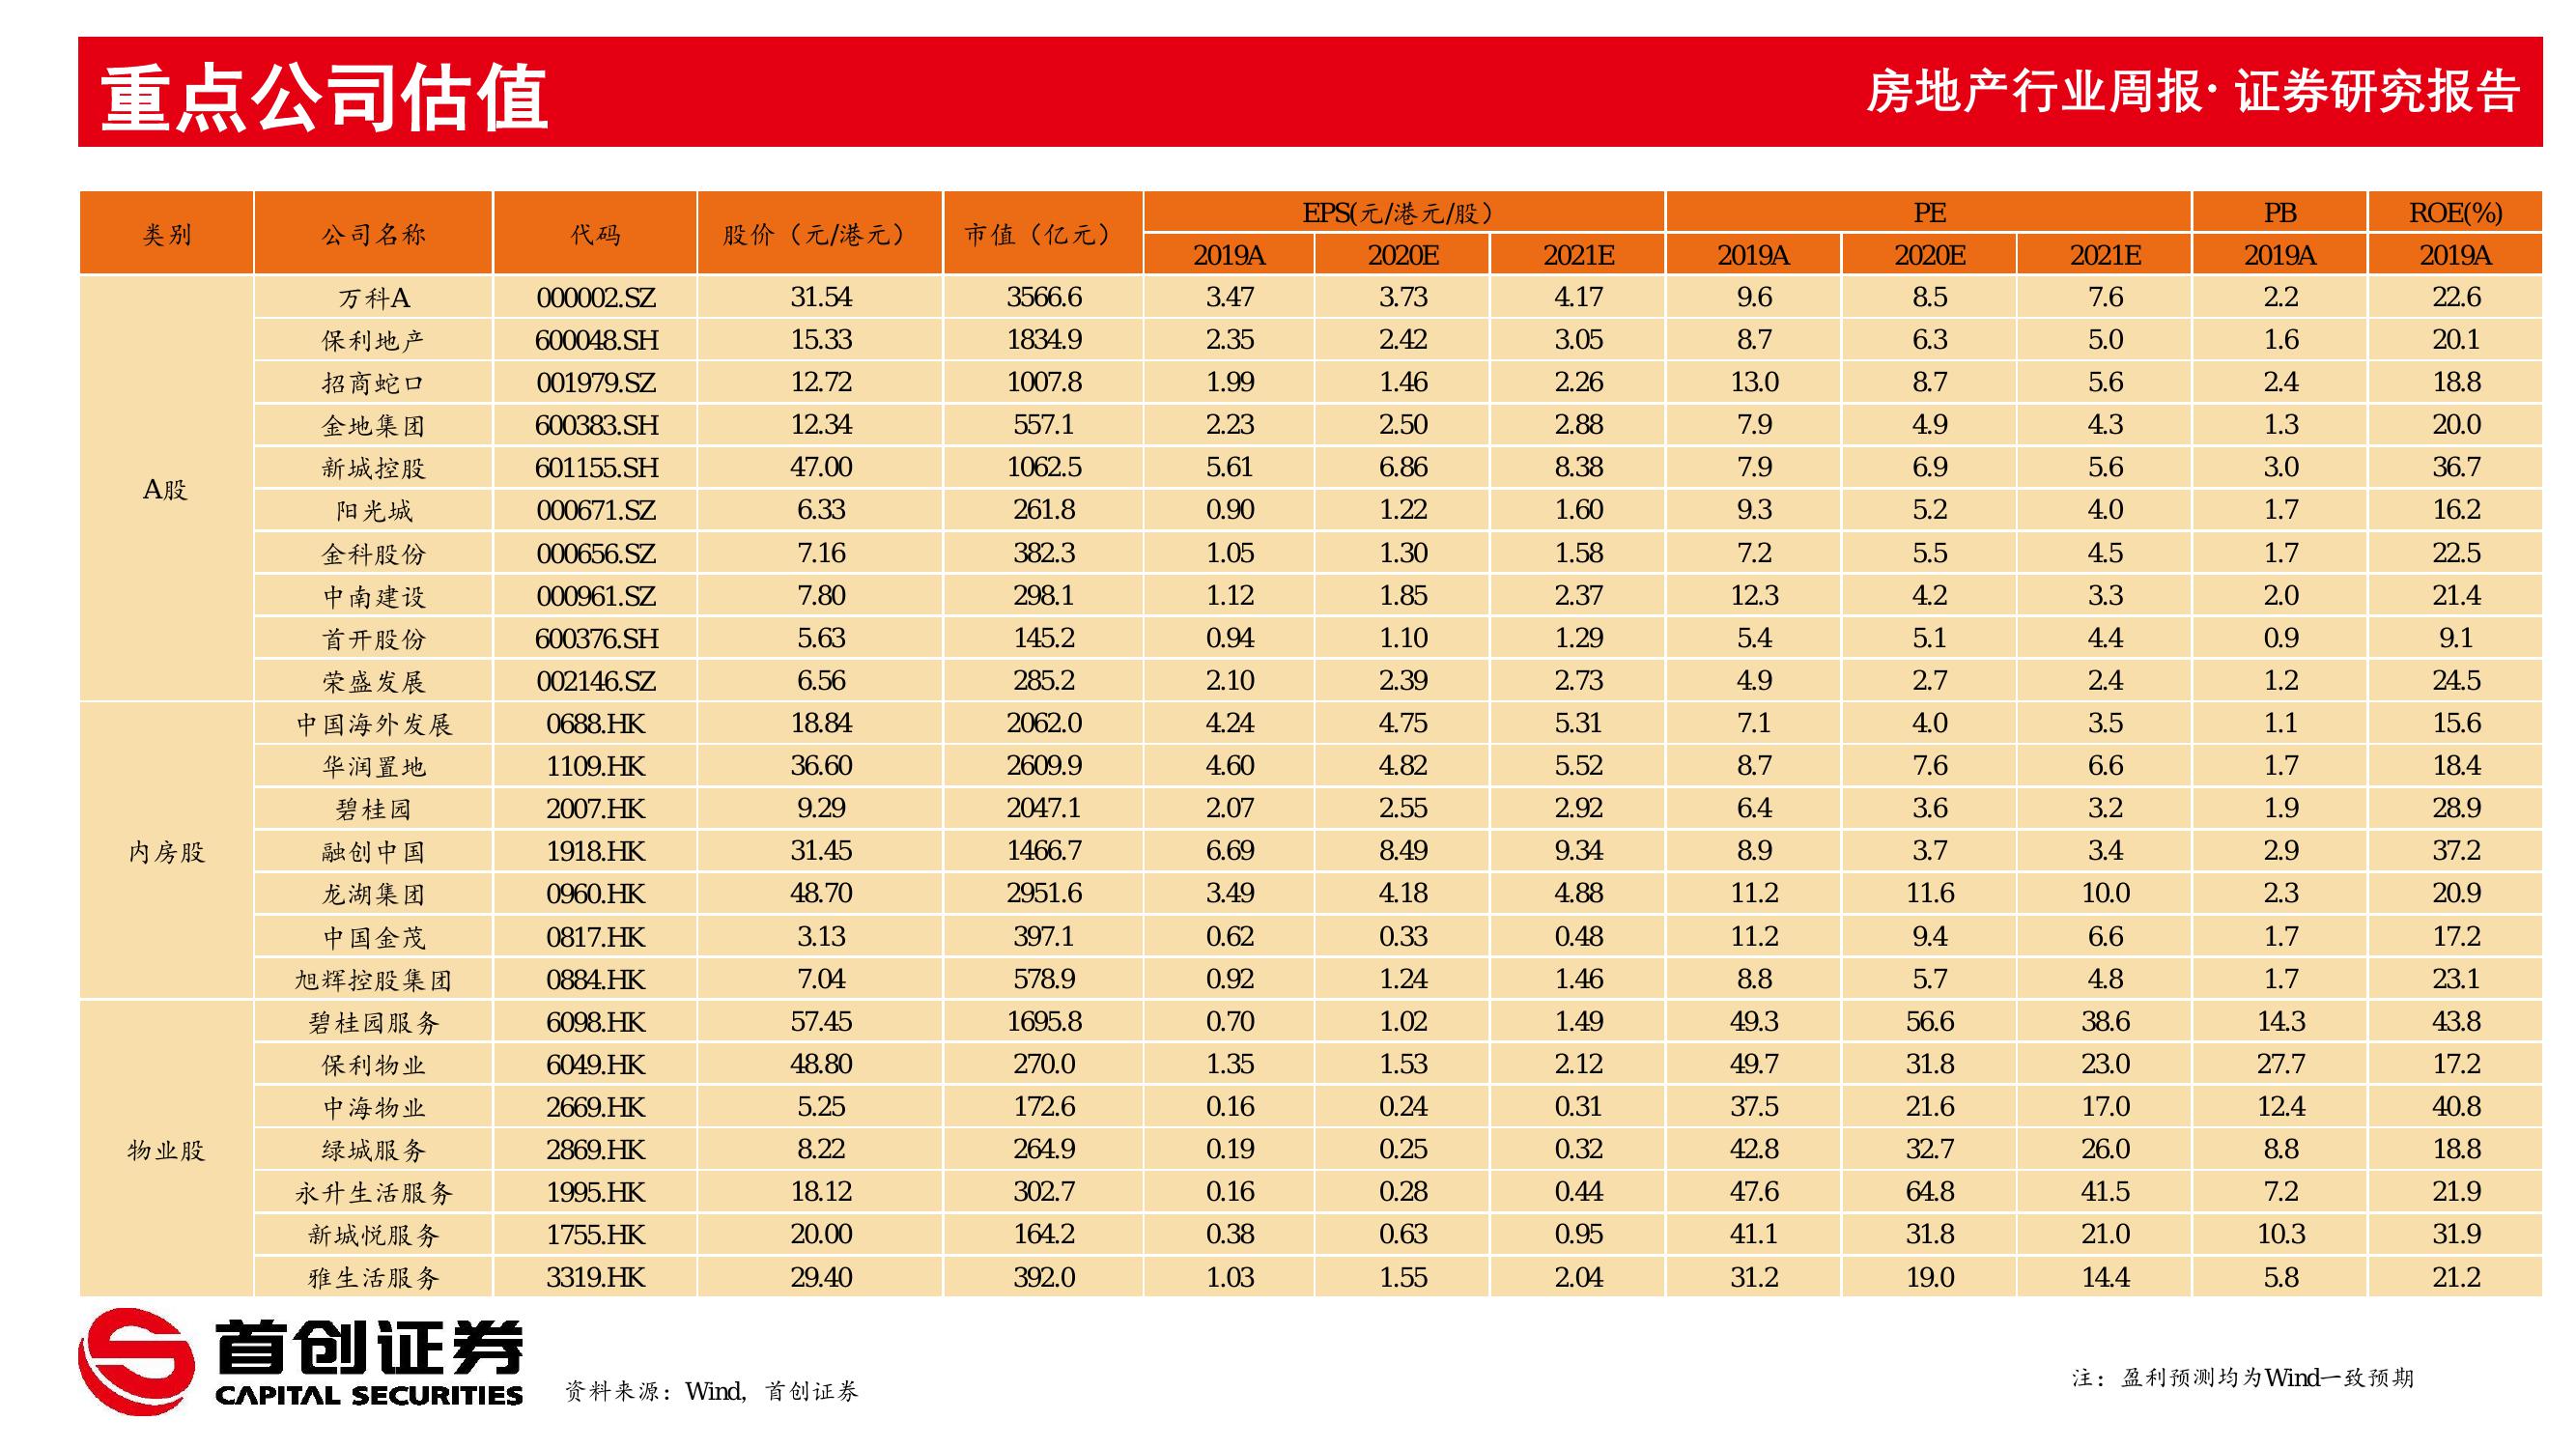 重点公司估值
房地产行业周报· 证券研究报告
类别 公司名称 代码 股价（元/港元） 市值（亿元） EPS(元/港元/股） PE PB ROE(%)
2019A 2020E 2021E 2019A 2020E 2021E 2019A 2019A
A股
万科A 000002.SZ 31.54 3566.6 3.47 3.73 4.17 9.6 8.5 7.6 2.2 22.6
保利地产 600048.SH 15.33 1834.9 2.35 2.42 3.05 8.7 6.3 5.0 1.6 20.1
招商蛇口 001979.SZ 12.72 1007.8 1.99 1.46 2.26 13.0 8.7 5.6 2.4 18.8
金地集团 600383.SH 12.34 557.1 2.23 2.50 2.88 7.9 4.9 4.3 1.3 20.0
新城控股 601155.SH 47.00 1062.5 5.61 6.86 8.38 7.9 6.9 5.6 3.0 36.7
阳光城 000671.SZ 6.33 261.8 0.90 1.22 1.60 9.3 5.2 4.0 1.7 16.2
金科股份 000656.SZ 7.16 382.3 1.05 1.30 1.58 7.2 5.5 4.5 1.7 22.5
中南建设 000961.SZ 7.80 298.1 1.12 1.85 2.37 12.3 4.2 3.3 2.0 21.4
首开股份 600376.SH 5.63 145.2 0.94 1.10 1.29 5.4 5.1 4.4 0.9 9.1
荣盛发展 002146.SZ 6.56 285.2 2.10 2.39 2.73 4.9 2.7 2.4 1.2 24.5
内房股
中国海外发展 0688.HK 18.84 2062.0 4.24 4.75 5.31 7.1 4.0 3.5 1.1 15.6
华润置地 1109.HK 36.60 2609.9 4.60 4.82 5.52 8.7 7.6 6.6 1.7 18.4
碧桂园 2007.HK 9.29 2047.1 2.07 2.55 2.92 6.4 3.6 3.2 1.9 28.9
融创中国 1918.HK 31.45 1466.7 6.69 8.49 9.34 8.9 3.7 3.4 2.9 37.2
龙湖集团 0960.HK 48.70 2951.6 3.49 4.18 4.88 11.2 11.6 10.0 2.3 20.9
中国金茂 0817.HK 3.13 397.1 0.62 0.33 0.48 11.2 9.4 6.6 1.7 17.2
旭辉控股集团 0884.HK 7.04 578.9 0.92 1.24 1.46 8.8 5.7 4.8 1.7 23.1
物业股
碧桂园服务 6098.HK 57.45 1695.8 0.70 1.02 1.49 49.3 56.6 38.6 14.3 43.8
保利物业 6049.HK 48.80 270.0 1.35 1.53 2.12 49.7 31.8 23.0 27.7 17.2
中海物业 2669.HK 5.25 172.6 0.16 0.24 0.31 37.5 21.6 17.0 12.4 40.8
绿城服务 2869.HK 8.22 264.9 0.19 0.25 0.32 42.8 32.7 26.0 8.8 18.8
永升生活服务 1995.HK 18.12 302.7 0.16 0.28 0.44 47.6 64.8 41.5 7.2 21.9
新城悦服务 1755.HK 20.00 164.2 0.38 0.63 0.95 41.1 31.8 21.0 10.3 31.9
雅生活服务 3319.HK 29.40 392.0 1.03 1.55 2.04 31.2 19.0 14.4 5.8 21.2
首创证券
CAPITAL SECURITIES
资料来源：Wind，首创证券
注：盈利预测均为Wind一致预期